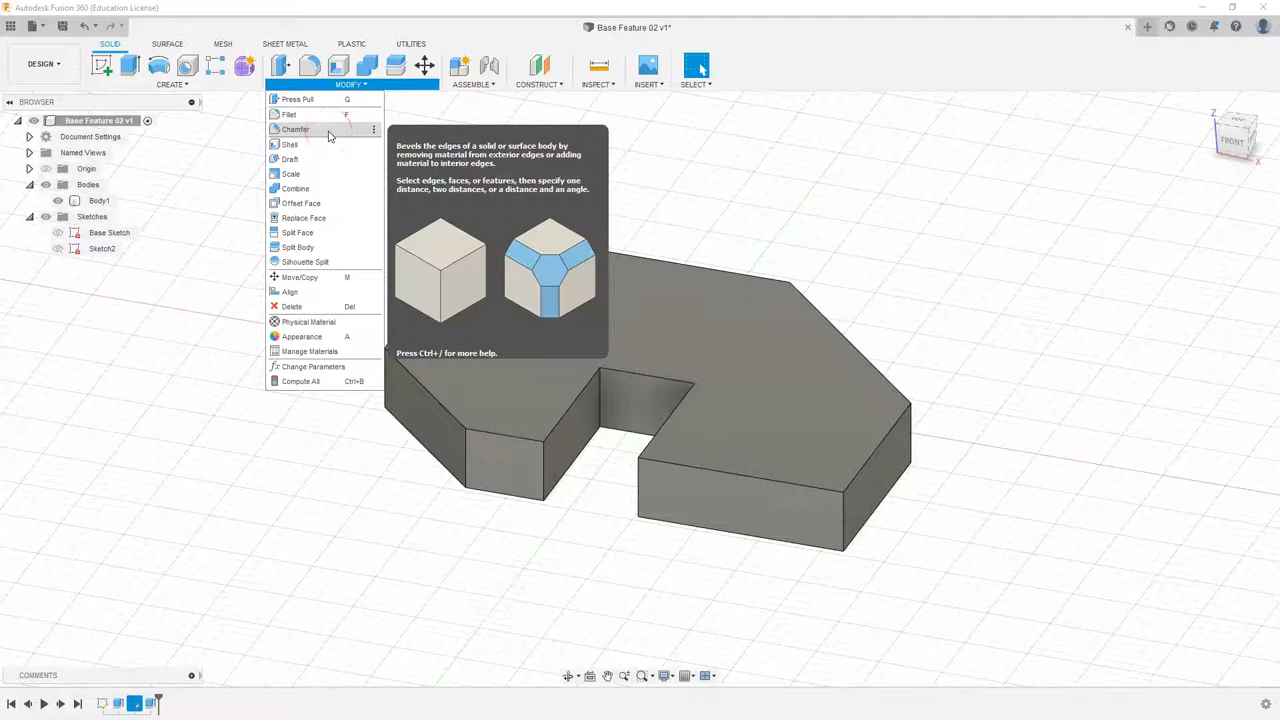 Autodesk Fusion 360 (Education License)
Base Feature 02 v1*
SOLID SURFACE MESH SHEET METAL PLASTIC UTILITIES
DESIGN
CREATE MODIFY ASSEMBLE CONSTRUCT INSPECT INSERT SELECT
BROWSER
Base Feature 02 v1
Document Settings
Named Views
Origin
Bodies
Body1
Sketches
Base Sketch
Sketch2
Press Pull Q
Fillet F
Chamfer
Shell
Draft
Scale
Combine
Offset Face
Replace Face
Split Face
Split Body
Silhouette Split
Move/Copy M
Align
Delete Del
Physical Material
Appearance A
Manage Materials
Change Parameters
Compute All Ctrl+B
Bevels the edges of a solid or surface body by
removing material from exterior edges or adding
material to interior edges.
Select edges, faces, or features, then specify one
distance, two distances, or a distance and an angle.
Press Ctrl+/ for more help.
Z
TOP
FRONT
X
COMMENTS